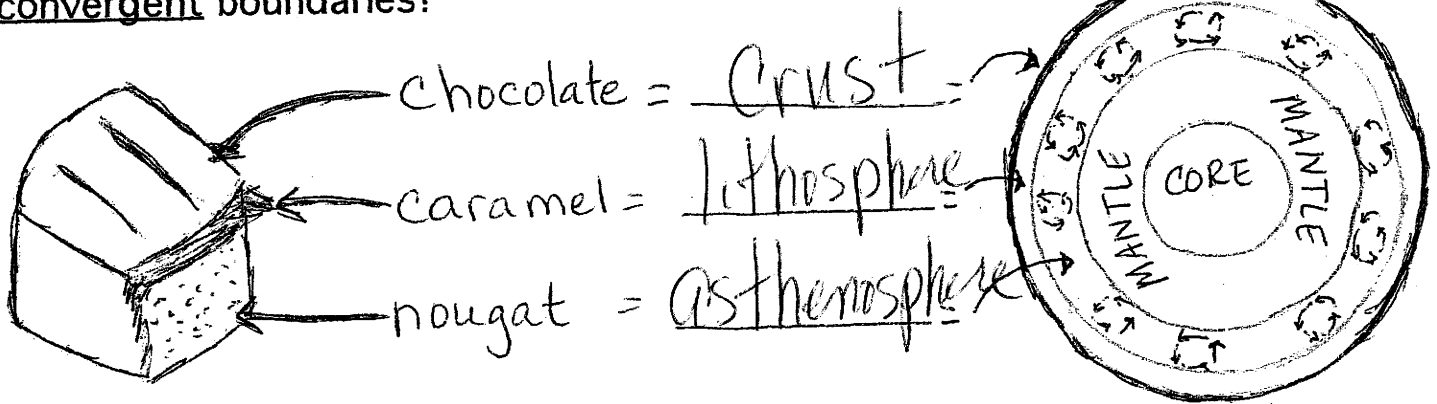 convergent boundaries?
chocolate = Crust =
caramel = lithosphere =
nougat = asthenosphere =
MANTLE
CORE
MANTLE